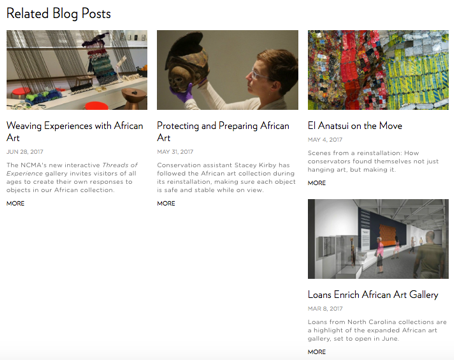 Related Blog Posts
Weaving Experiences with African
Art
JUN 28, 2017
The NCMA's new interactive Threads of
Experience gallery invites visitors of all
ages to create their own responses to
objects in our African collection.
MORE
Protecting and Preparing African
Art
MAY 31, 2017
Conservation assistant Stacey Kirby has
followed the African art collection during
its reinstallation, making sure each object
is safe and stable while on view.
MORE
El Anatsui on the Move
MAY 4, 2017
Scenes from a reinstallation: How
conservators found themselves not just
hanging art, but making it.
MORE
Loans Enrich African Art Gallery
MAR 8, 2017
Loans from North Carolina collections are
a highlight of the expanded African art
gallery, set to open in June.
MORE